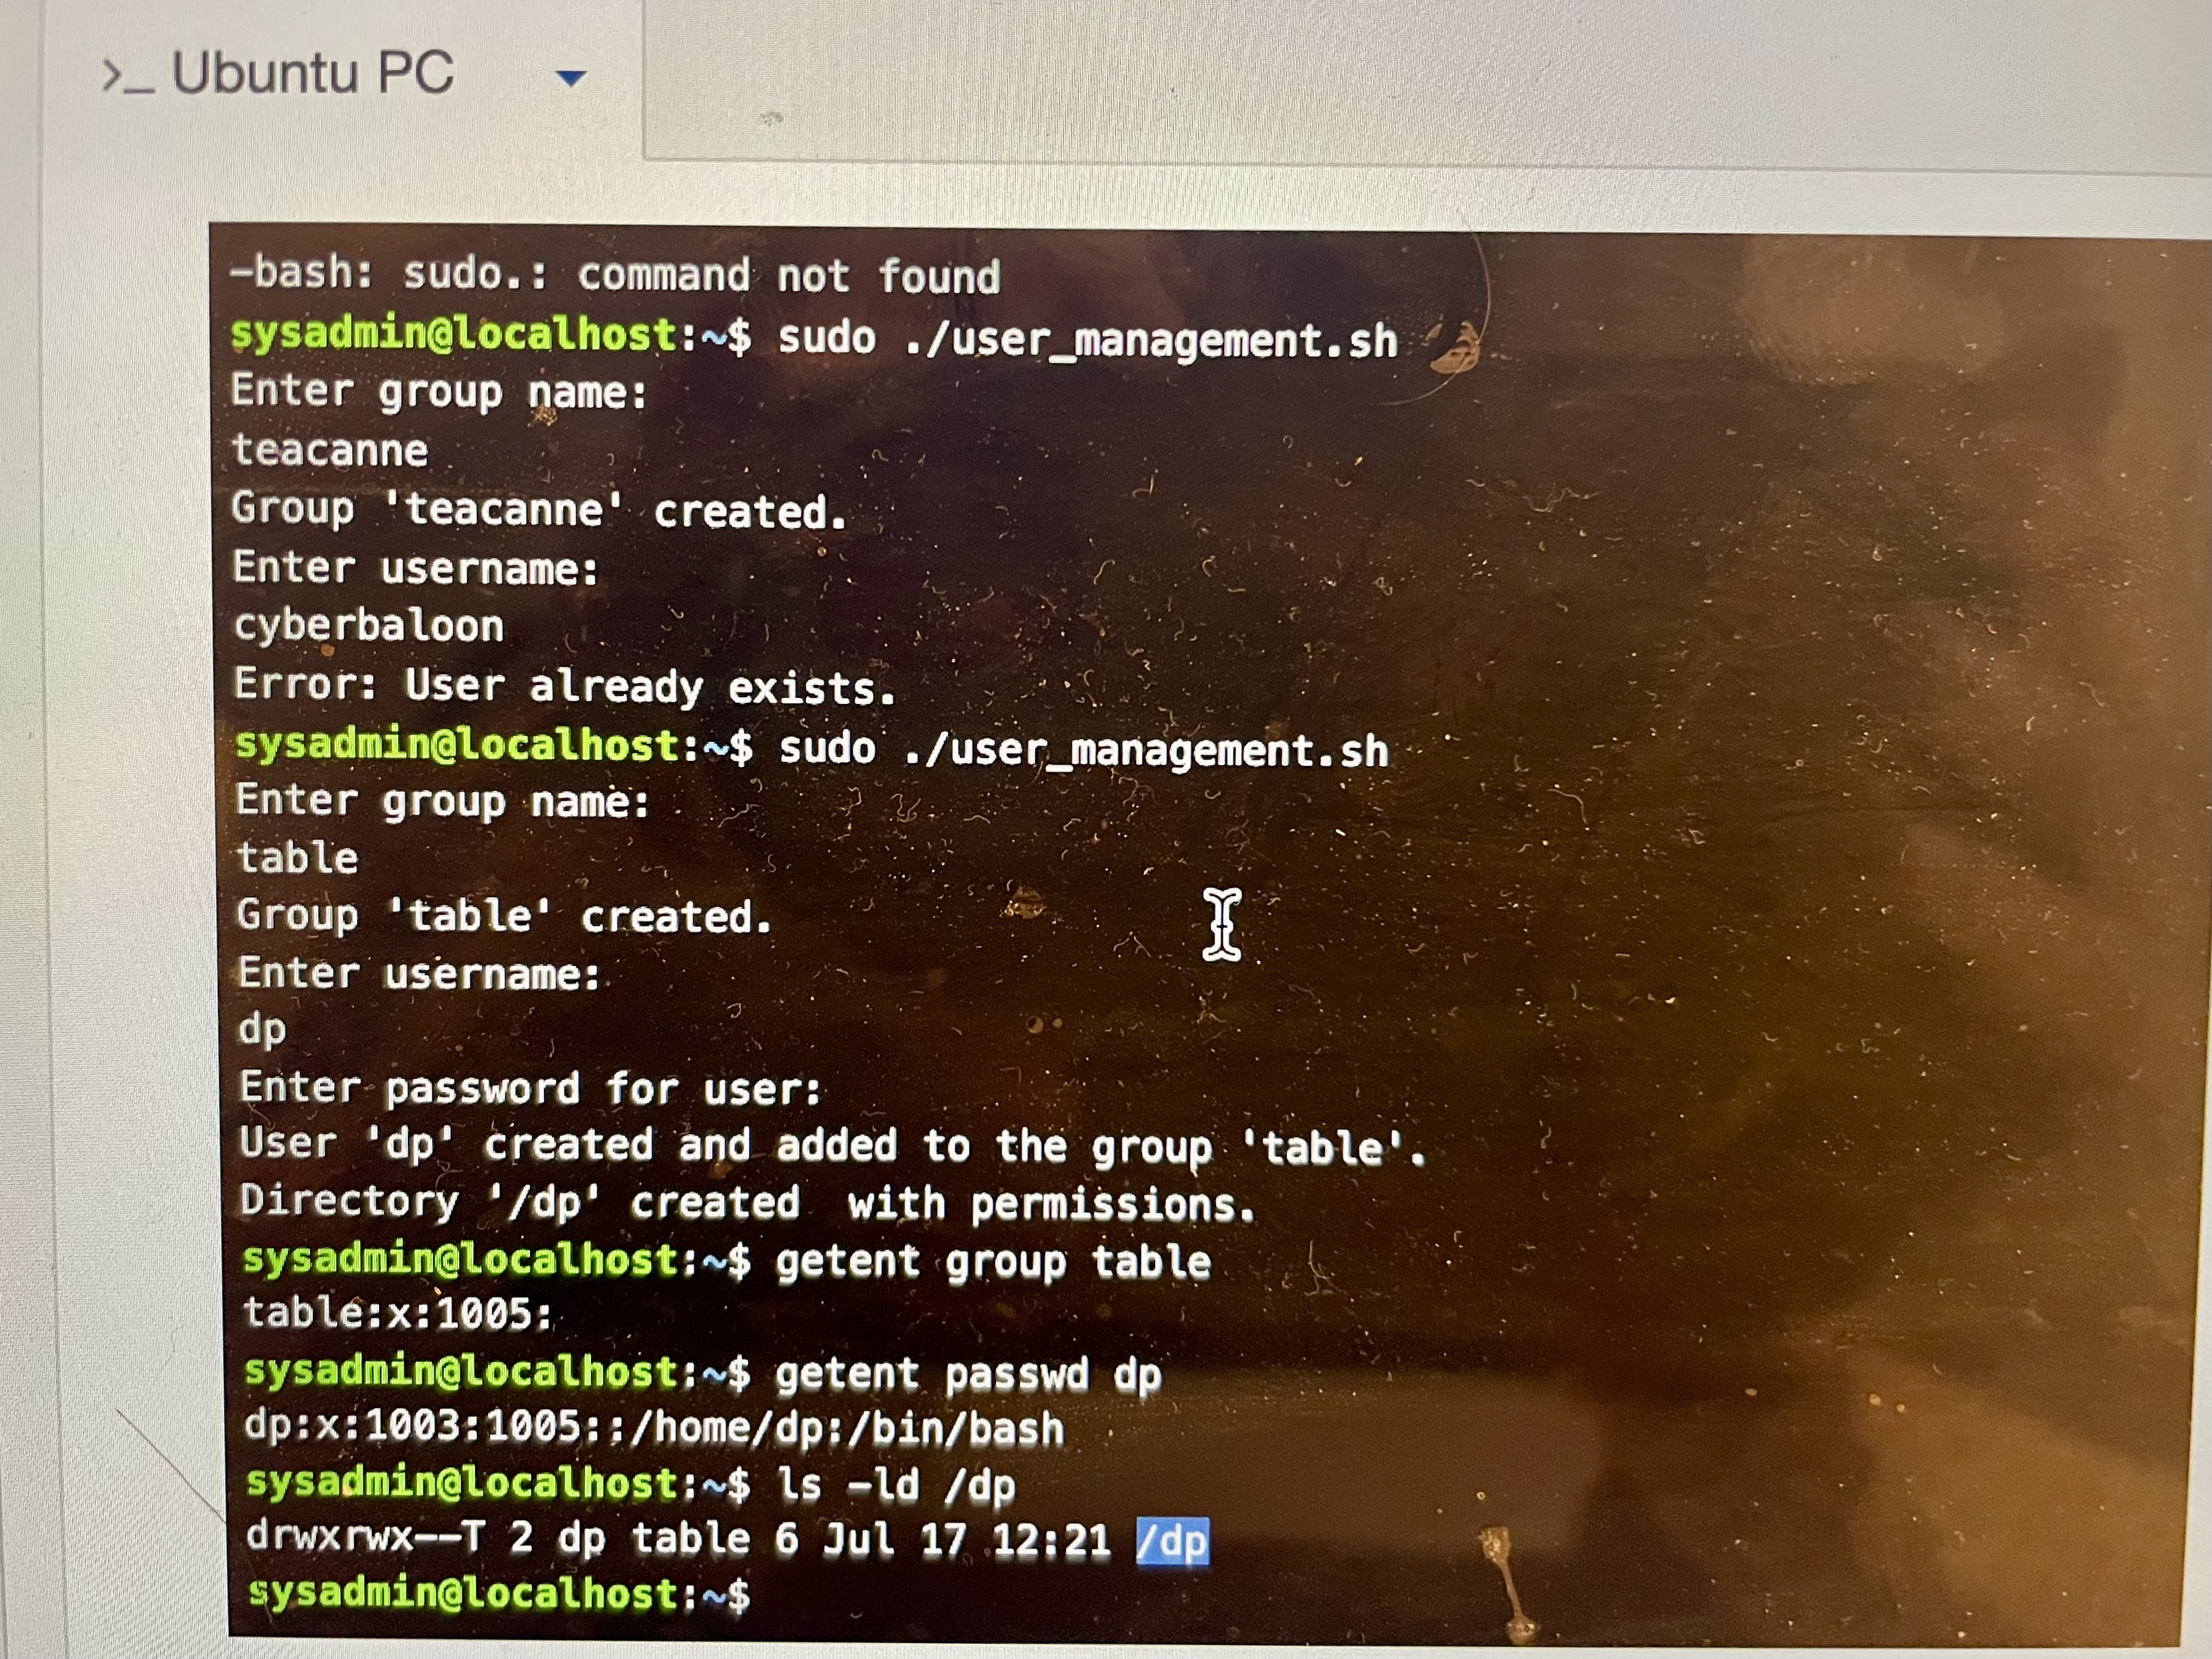 >_ Ubuntu PC
-bash: sudo.: command not found
sysadmin@localhost:~$ sudo ./user_management.sh
Enter group name:
teacanne
Group 'teacanne' created.
Enter username:
cyberbaloon
Error: User already exists.
sysadmin@localhost:~$ sudo ./user_management.sh
Enter group name:
table
Group 'table' created.
Enter username:
dp
Enter password for user:
User 'dp' created and added to the group 'table'.
Directory '/dp' created  with permissions.
sysadmin@localhost:~$ getent group table
table:x:1005:
sysadmin@localhost:~$ getent passwd dp
dp:x:1003:1005::/home/dp:/bin/bash
sysadmin@localhost:~$ ls -ld /dp
drwxrwx--T 2 dp table 6 Jul 17 12:21 /dp
sysadmin@localhost:~$